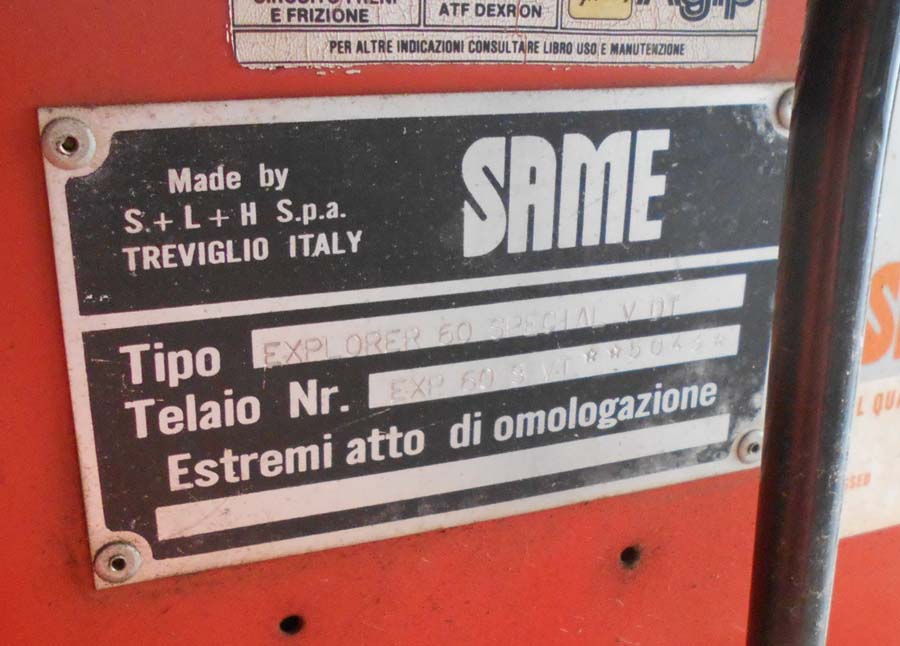 E FRIZIONE
ATF DEXRON
PER ALTRE INDICAZIONI CONSULTARE LIBRO USO E MANUTENZIONE
Made by
S.+L+H S.p.a.
TREVIGLIO ITALY
SAME
Tipo EXPLORER 60 SPECIAL V DT
Telaio Nr. EXP 60 S
Estremi atto di omologazione